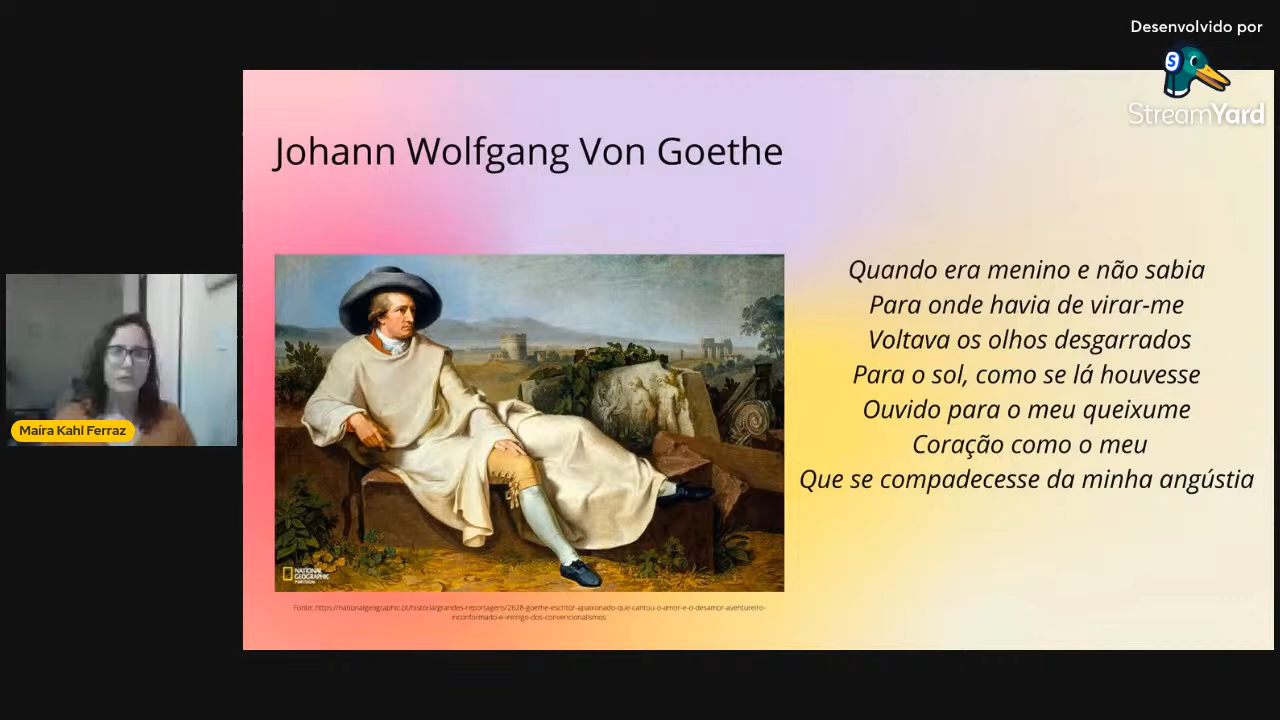 Desenvolvido por
StreamYard
Johann Wolfgang Von Goethe
Quando era menino e não sabia
Para onde havia de virar-me
Voltava os olhos desgarrados
Para o sol, como se lá houvesse
Ouvido para o meu queixume
Coração como o meu
Que se compadecesse da minha angústia
Maíra Kahl Ferraz
NATIONAL
GEOGRAPHIC
PORTUGAL
Fonte: https://nationalgeographic.pt/historia/grandes-reportagens/2628-goethe-escritor-apaixonado-que-cantou-o-amor-e-o-desamor-aventureiro-
inconformado-e-inimigo-dos-convencionalismos